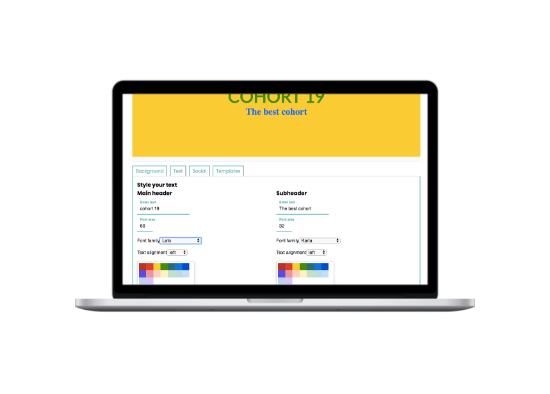 COHORT 19
The best cohort
Background Text Social Templates
Style your text
Main header Subheader
Enter text Enter text
cohort 19 The best cohort
Font size Font size
60 32
Font family Lato Font family Karla
Text alignment left Text alignment left